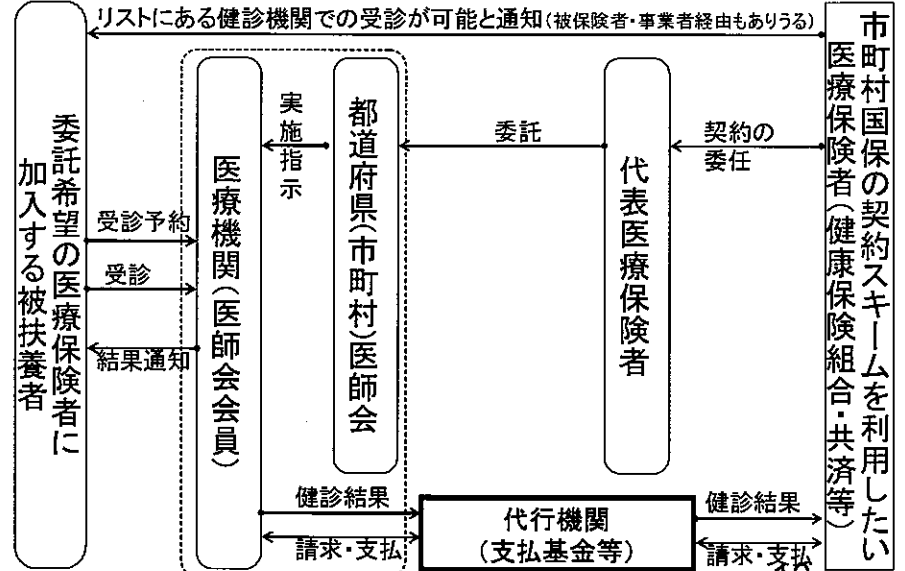 リストにある健診機関での受診が可能と通知(被保険者・事業者経由もありうる)
委託希望の医療保険者に
加入する被扶養者
受診予約
受診
結果通知
医療機関(医師会会員)
実施指示
都道府県(市町村)医師会
委託
代表医療保険者
契約の
委任
市町村国保の契約スキームを利用したい
医療保険者(健康保険組合・共済等)
健診結果
請求・支払
代行機関
(支払基金等)
健診結果
請求・支払